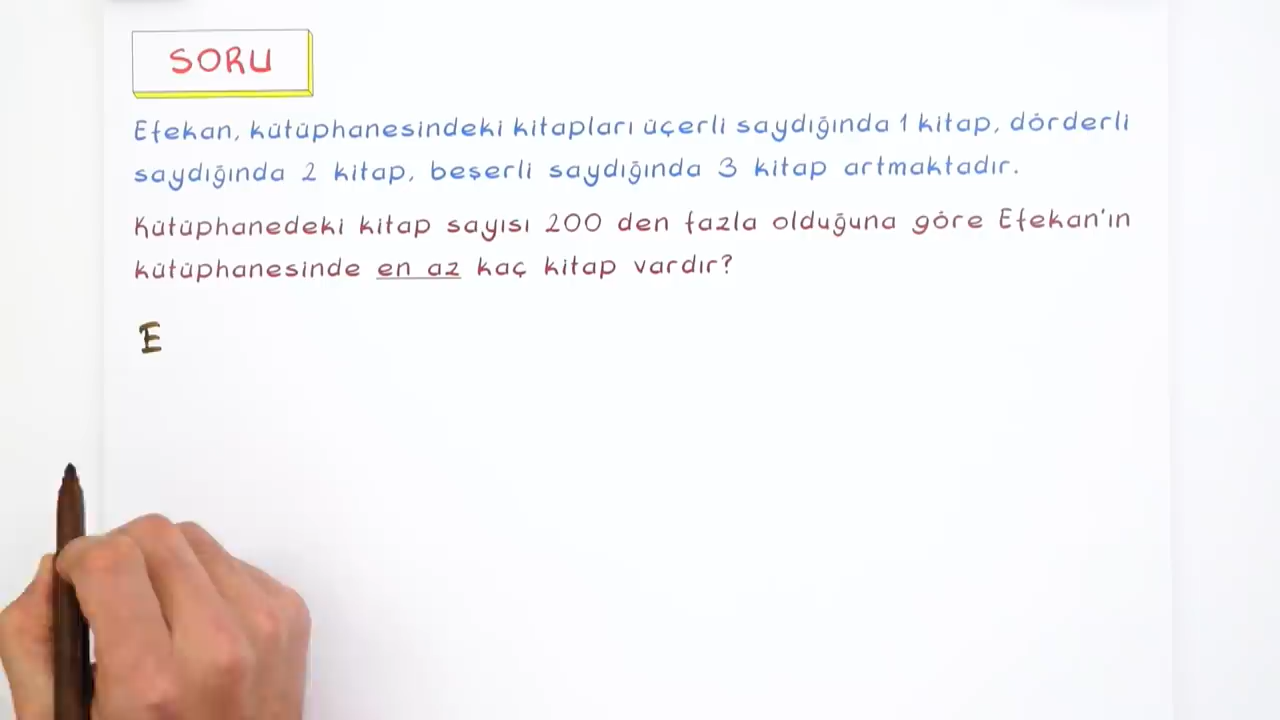 SORU
Efekan, kütüphanesindeki kitapları üçerli saydığında 1 kitap, dörderli
saydığında 2 kitap, beşerli saydığında 3 kitap artmaktadır.
Kütüphanedeki kitap sayısı 200 den fazla olduğuna göre Efekan'ın
kütüphanesinde en az kaç kitap vardır?
E